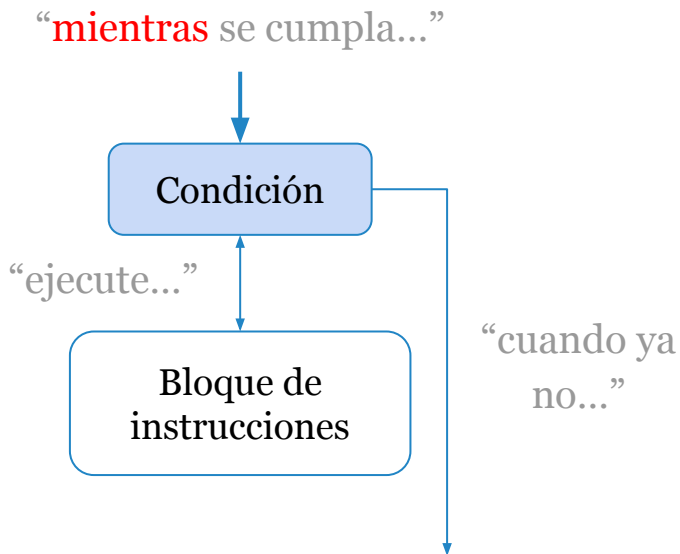 “mientras se cumpla...”
Condición
“ejecute...”
“cuando ya
no...”
Bloque de
instrucciones